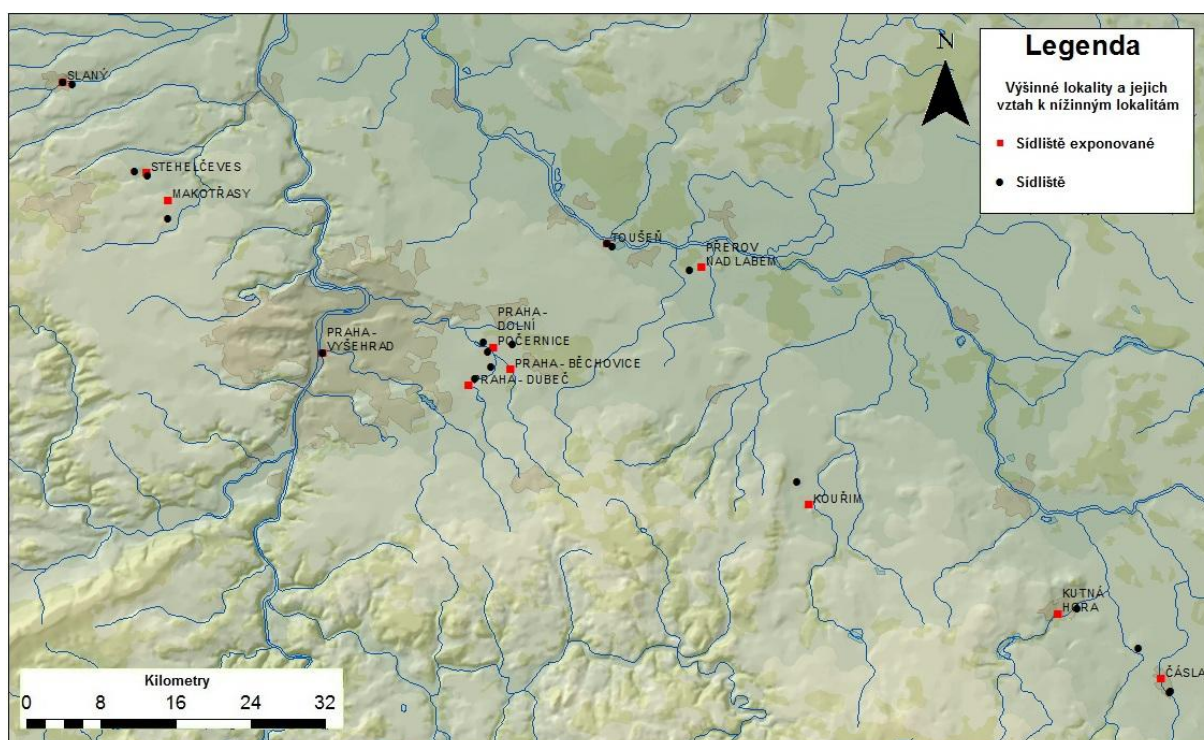 N
Legenda
Výšinné lokality a jejich
vztah k nížinným lokalitám
Sídliště exponované
Sídliště
SLANÝ
STEHELČEVES
MAKOTŘASY
TOUŠEŇ
PŘEROV
NAD LABEM
PRAHA-
DOLNÍ
POČERNICE
PRAHA-
VYŠEHRAD
PRAHA-BĚCHOVICE
PRAHA-DUBEČ
KOUŘIM
KUTNÁ
HORA
ČÁSLA
Kilometry
0 4 8 16 24 32